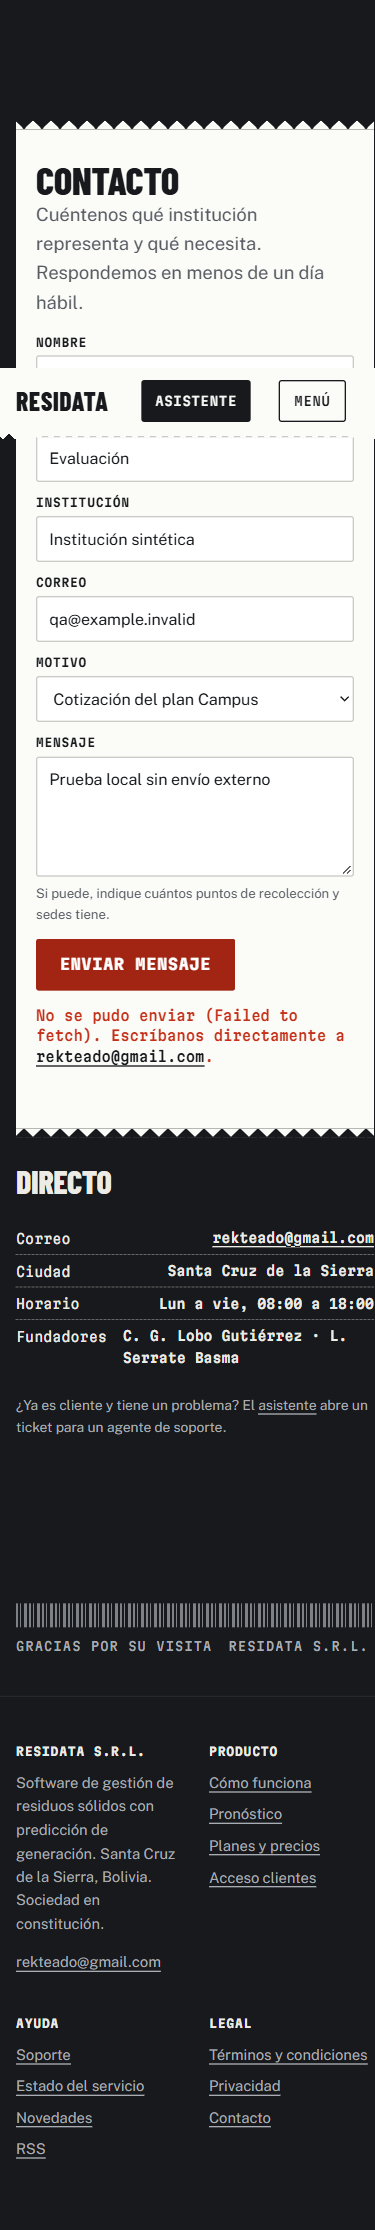 CONTACTO
Cuéntenos qué institución
representa y qué necesita.
Respondemos en menos de un día
hábil.
NOMBRE
RESIDATA
ASISTENTE
MENÚ
Evaluación
INSTITUCIÓN
Institución sintética
CORREO
qa@example.invalid
MOTIVO
Cotización del plan Campus
MENSAJE
Prueba local sin envío externo
Si puede, indique cuántos puntos de recolección y
sedes tiene.
ENVIAR MENSAJE
No se pudo enviar (Failed to
fetch). Escríbanos directamente a
rekteado@gmail.com.
DIRECTO
Correo rekteado@gmail.com
Ciudad Santa Cruz de la Sierra
Horario Lun a vie, 08:00 a 18:00
Fundadores C. G. Lobo Gutiérrez · L.
Serrate Basma
¿Ya es cliente y tiene un problema? El asistente abre un
ticket para un agente de soporte.
GRACIAS POR SU VISITA RESIDATA S.R.L.
RESIDATA S.R.L.
Software de gestión de
residuos sólidos con
predicción de
generación. Santa Cruz
de la Sierra, Bolivia.
Sociedad en
constitución.
rekteado@gmail.com
PRODUCTO
Cómo funciona
Pronóstico
Planes y precios
Acceso clientes
AYUDA
Soporte
Estado del servicio
Novedades
RSS
LEGAL
Términos y condiciones
Privacidad
Contacto